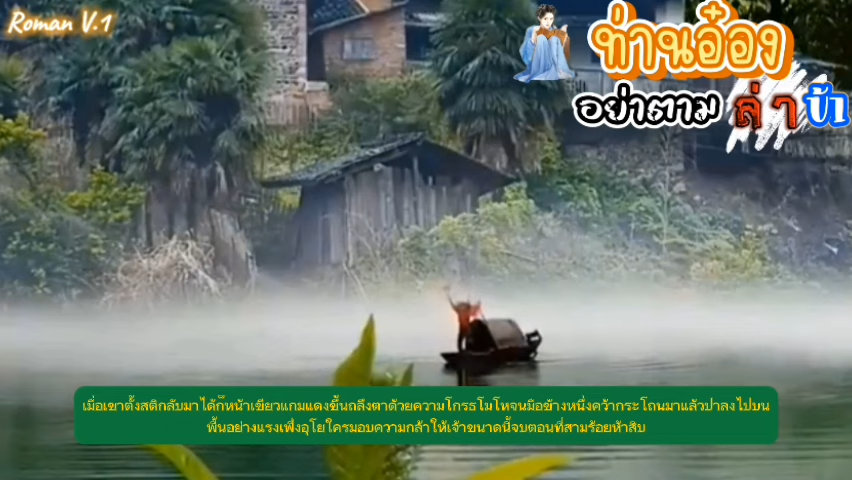 Roman V.1
ท่านอ๋อง
อย่าตาม ล่า ข้า
เมื่อเขาตั้งสติกลับมาได้ก็หน้าเขียวแกมแดงขึ้นถลึงตาด้วยความโกรธโมโหจนมือข้างหนึ่งคว้ากระโถนมาแล้วปาลงไปบน
พื้นอย่างแรงเพิ่งอุโยใครมอบความกล้าให้เจ้าขนาดนี้จบตอนที่สามร้อยห้าสิบ